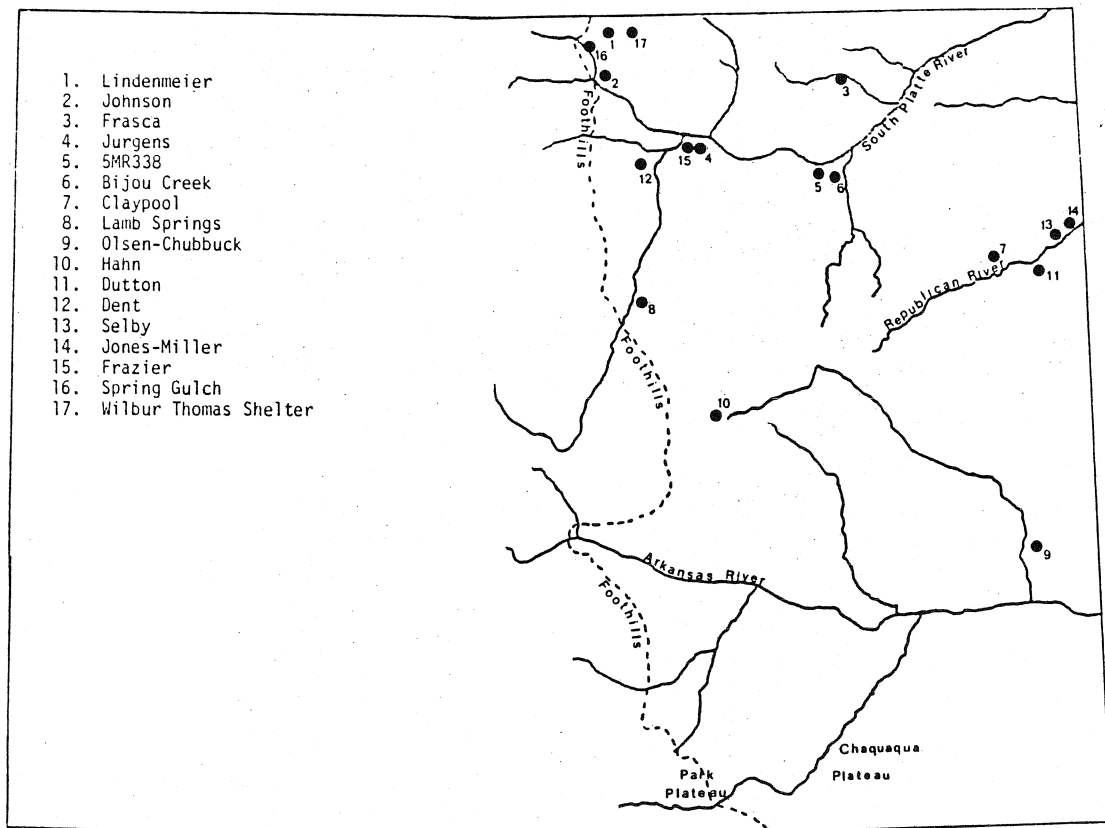 1. Lindenmeier
2. Johnson
3. Frasca
4. Jurgens
5. 5MR338
6. Bijou Creek
7. Claypool
8. Lamb Springs
9. Olsen-Chubbuck
10. Hahn
11. Dutton
12. Dent
13. Selby
14. Jones-Miller
15. Frazier
16. Spring Gulch
17. Wilbur Thomas Shelter
1
17
16
2
3
Foothills
South Platte River
15
4
12
5
6
14
13
7
11
Republican River
8
Foothills
10
9
Arkansas River
Foothills
Chaquaqua
Plateau
Park
Plateau